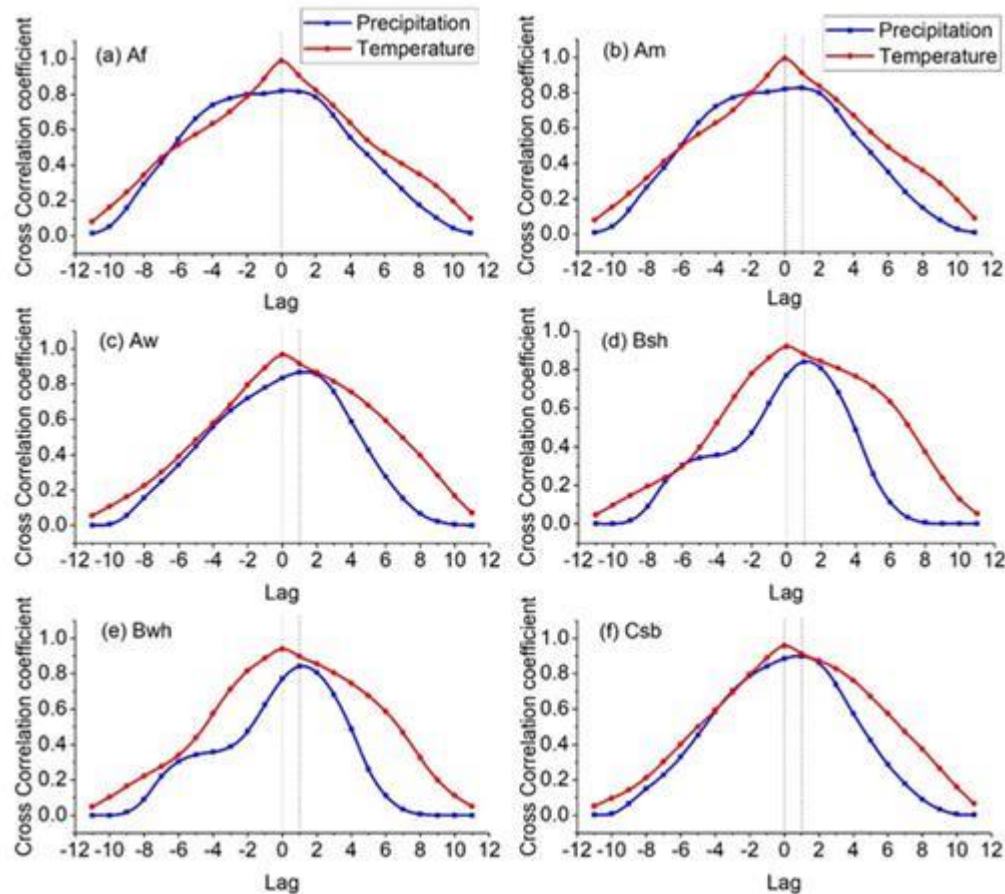 Precipitation
Temperature
(a) Af
Cross Correlation coefficient
1.0
0.8
0.6
0.4
0.2
0.0
-12 -10 -8 -6 -4 -2 0 2 4 6 8 10 12
Lag
Precipitation
Temperature
(b) Am
Cross Correlation coefficient
1.0
0.8
0.6
0.4
0.2
0.0
-12 -10 -8 -6 -4 -2 0 2 4 6 8 10 12
Lag
(c) Aw
Cross Correlation coefficient
1.0
0.8
0.6
0.4
0.2
0.0
-12 -10 -8 -6 -4 -2 0 2 4 6 8 10 12
Lag
(d) Bsh
Cross Correlation coefficient
1.0
0.8
0.6
0.4
0.2
0.0
-12 -10 -8 -6 -4 -2 0 2 4 6 8 10 12
Lag
(e) Bwh
Cross Correlation coefficient
1.0
0.8
0.6
0.4
0.2
0.0
-12 -10 -8 -6 -4 -2 0 2 4 6 8 10 12
Lag
(f) Csb
Cross Correlation coefficient
1.0
0.8
0.6
0.4
0.2
0.0
-12 -10 -8 -6 -4 -2 0 2 4 6 8 10 12
Lag